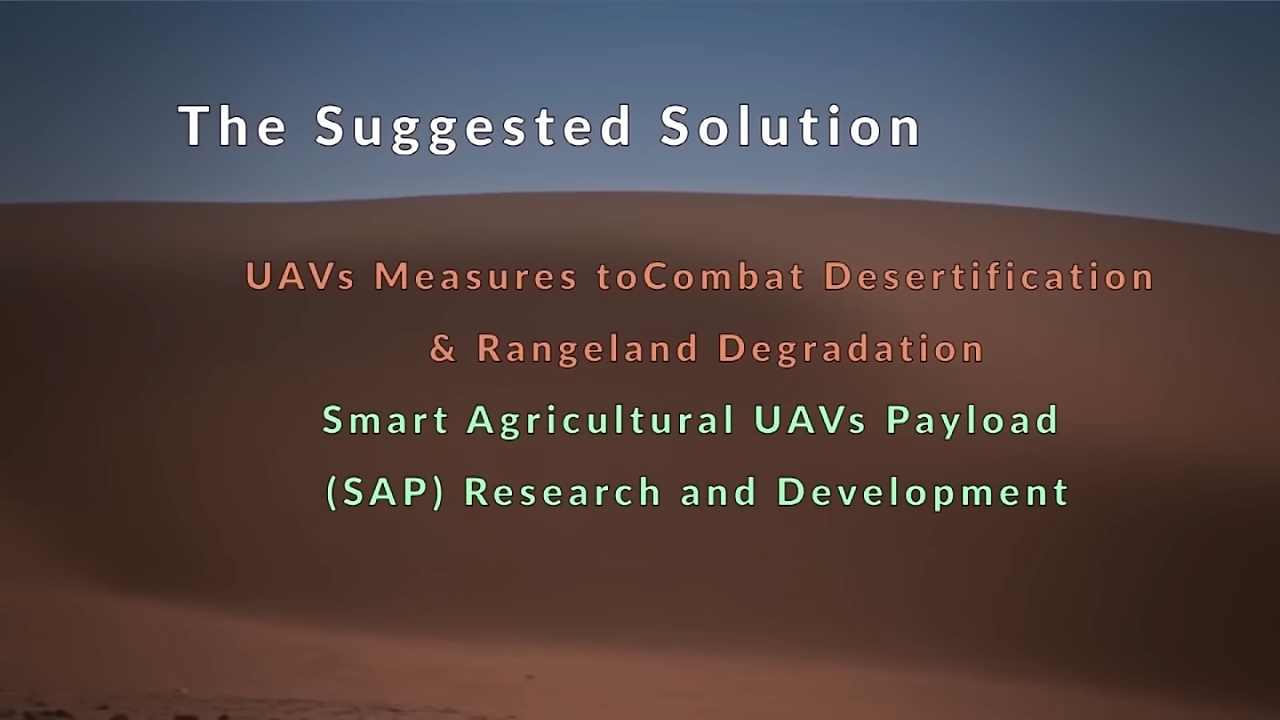 The Suggested Solution
UAVs Measures toCombat Desertification
& Rangeland Degradation
Smart Agricultural UAVs Payload
(SAP) Research and Development